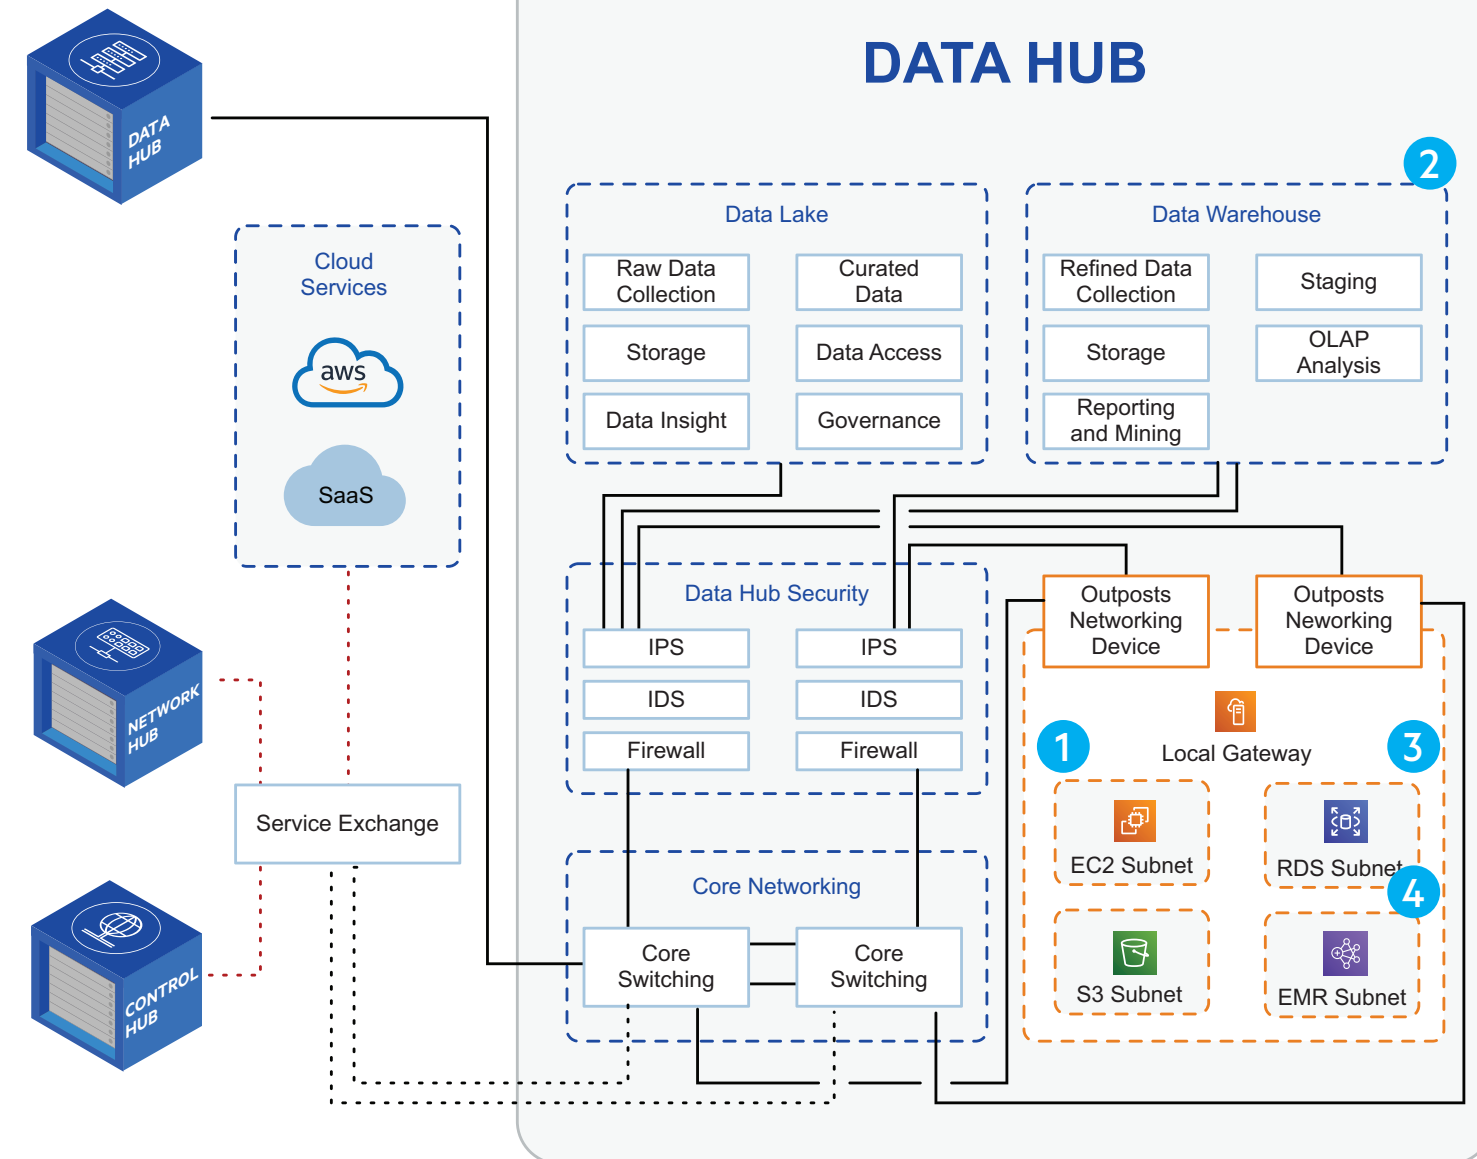 DATA HUB
DATA
HUB
2
Data Lake
Raw Data
Collection
Curated
Data
Storage
Data Access
Data Insight
Governance
Data Warehouse
Refined Data
Collection
Staging
Storage
OLAP
Analysis
Reporting
and Mining
Cloud
Services
aws
SaaS
Data Hub Security
IPS
IPS
IDS
IDS
Firewall
Firewall
Outposts
Networking
Device
Outposts
Neworking
Device
Local Gateway
1
3
EC2 Subnet
RDS Subnet
4
S3 Subnet
EMR Subnet
NETWORK
HUB
Service Exchange
CONTROL
HUB
Core Networking
Core
Switching
Core
Switching